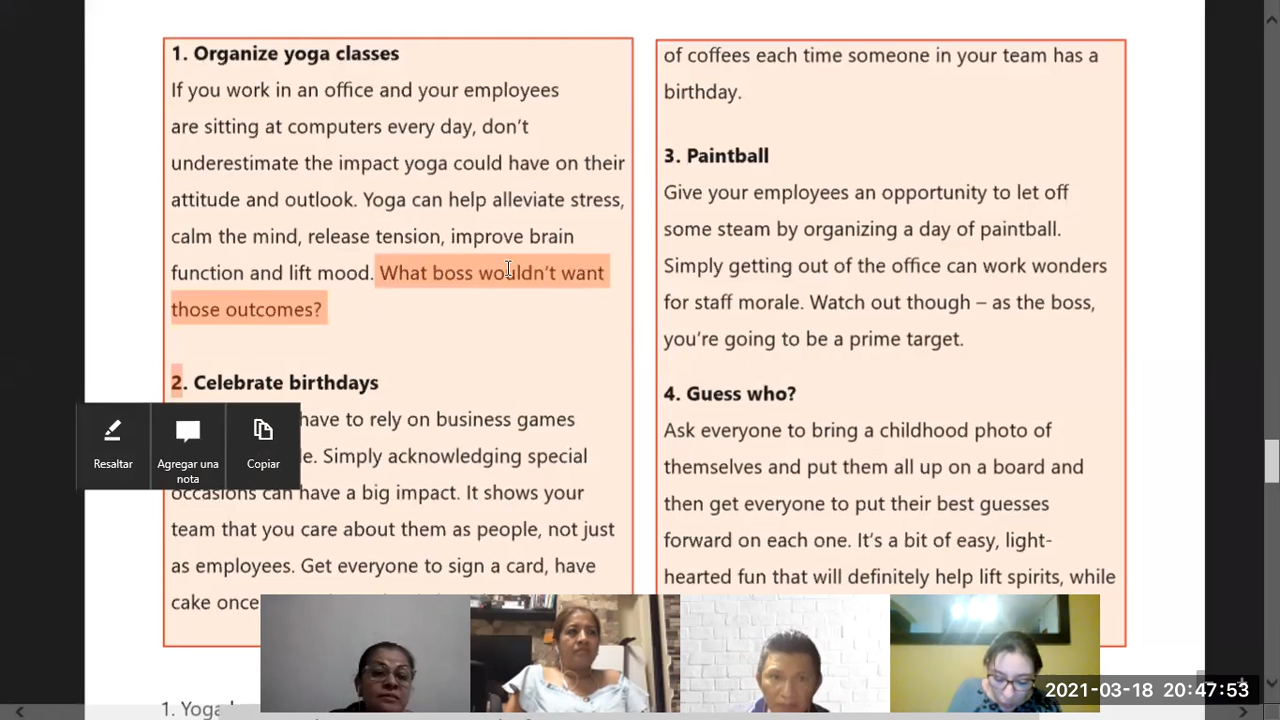 1. Organize yoga classes
If you work in an office and your employees
are sitting at computers every day, don't
underestimate the impact yoga could have on their
attitude and outlook. Yoga can help alleviate stress,
calm the mind, release tension, improve brain
function and lift mood. What boss wouldn't want
those outcomes?
2. Celebrate birthdays
have to rely on business games
e. Simply acknowledging special
occasions can have a big impact. It shows your
team that you care about them as people, not just
as employees. Get everyone to sign a card, have
cake once
Resaltar
Agregar una
nota
Copiar
of coffees each time someone in your team has a
birthday.
3. Paintball
Give your employees an opportunity to let off
some steam by organizing a day of paintball.
Simply getting out of the office can work wonders
for staff morale. Watch out though – as the boss,
you're going to be a prime target.
4. Guess who?
Ask everyone to bring a childhood photo of
themselves and put them all up on a board and
then get everyone to put their best guesses
forward on each one. It's a bit of easy, light-
hearted fun that will definitely help lift spirits, while
1. Yoga
2021-03-18 20:47:53